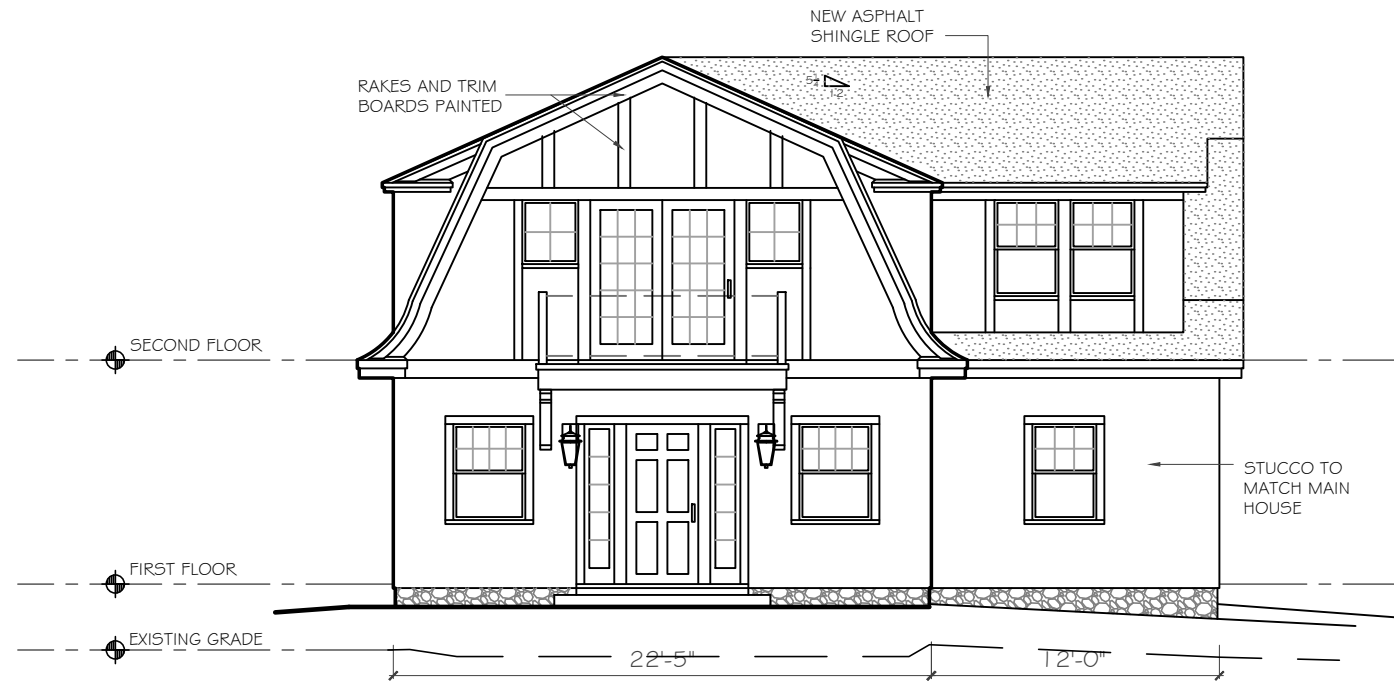 NEW ASPHALT
SHINGLE ROOF
RAKES AND TRIM
BOARDS PAINTED
12
SECOND FLOOR
STUCCO TO
MATCH MAIN
HOUSE
FIRST FLOOR
EXISTING GRADE
22'-5"
12'-0"